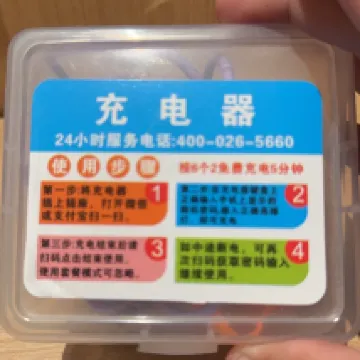 充电器
24小时服务电话:400-026-5660
使用步骤
按6个2免费充电5分钟
第一步:将充电器
插上插座，打开微信
或支付宝扫一扫.
1
2
第三步:充电结束后请
扫码点击结束使用.
使用套餐模式可忽略.
3
如中途断电，可再
次扫码获取密码输入
继续使用.
4